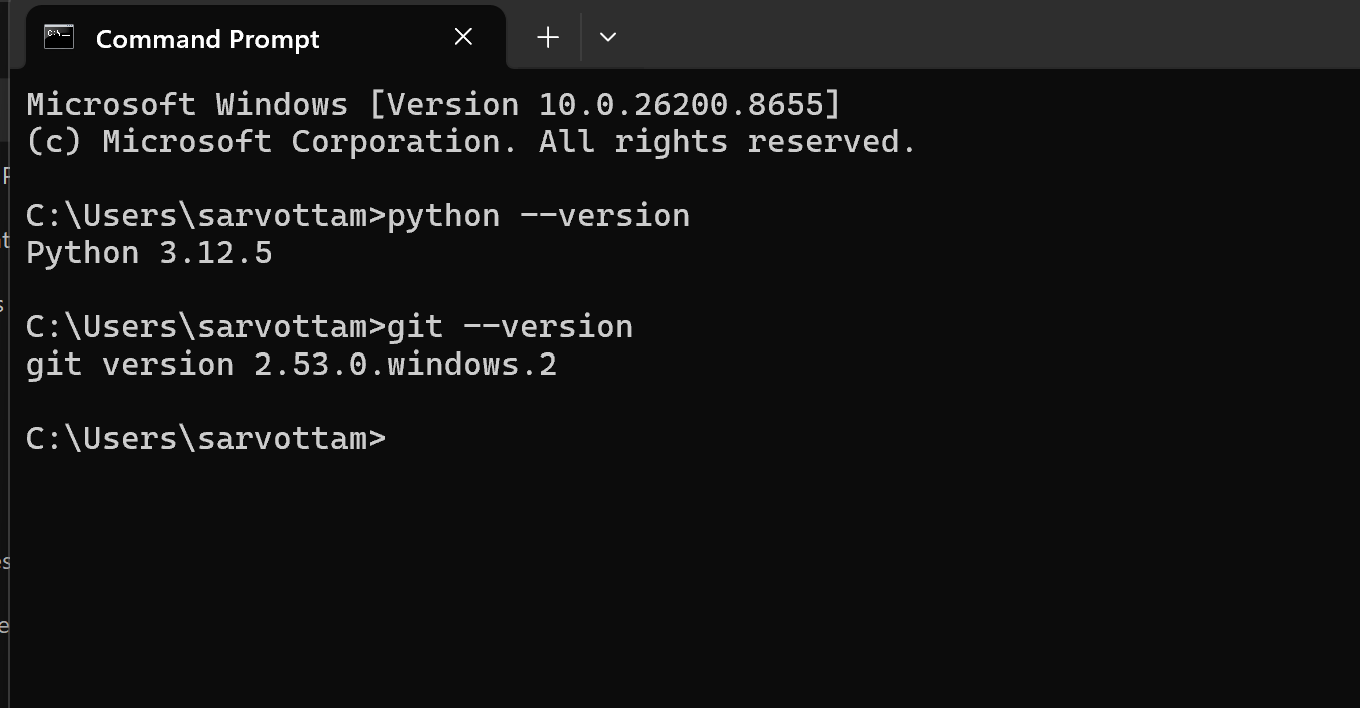 Command Prompt
Microsoft Windows [Version 10.0.26200.8655]
(c) Microsoft Corporation. All rights reserved.
C:\Users\sarvottam>python --version
Python 3.12.5
C:\Users\sarvottam>git --version
git version 2.53.0.windows.2
C:\Users\sarvottam>